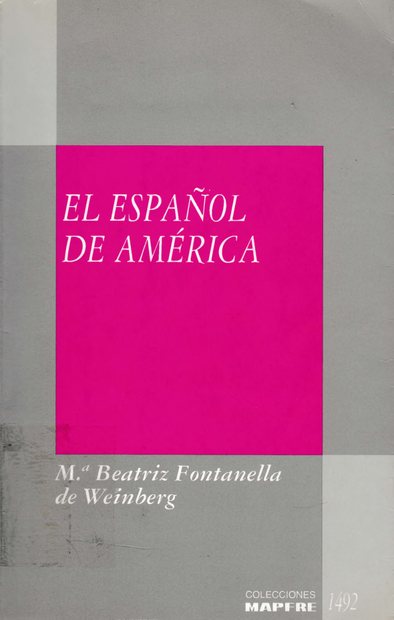 EL ESPAÑOL
DE AMÉRICA
M.ª Beatriz Fontanella
de Weinberg
COLECCIONES
MAPFRE 1492